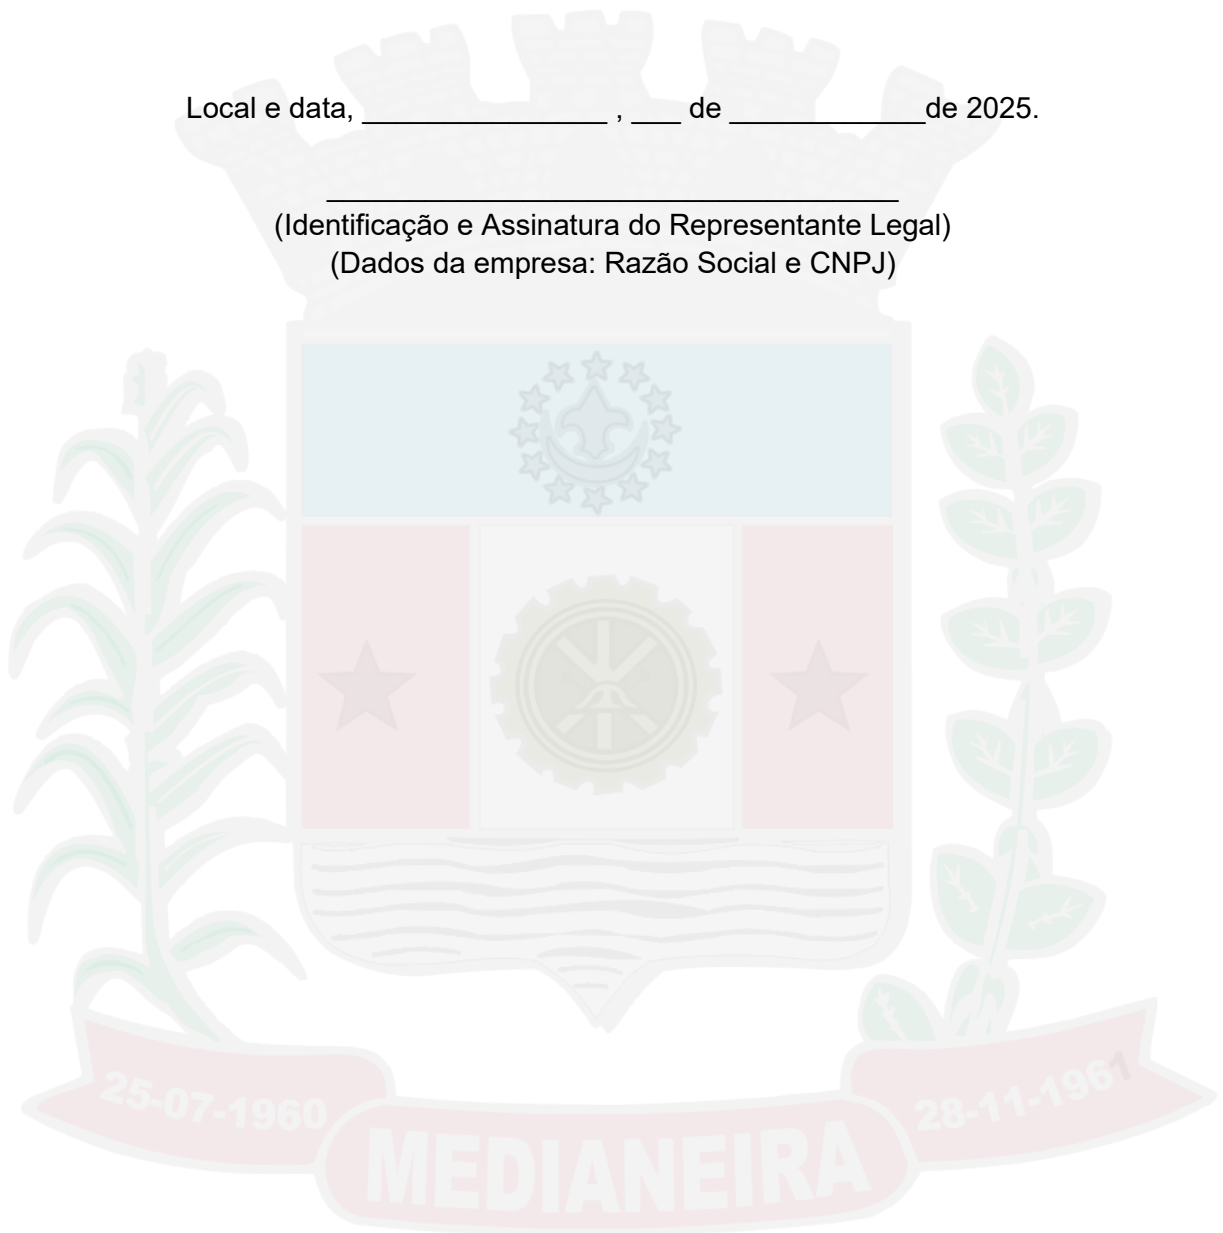 Local e data, _______________ , ___ de ____________de 2025.
___________________________________
(Identificação e Assinatura do Representante Legal)
(Dados da empresa: Razão Social e CNPJ)
25-07-1960
28-11-1961
MEDIANEIRA